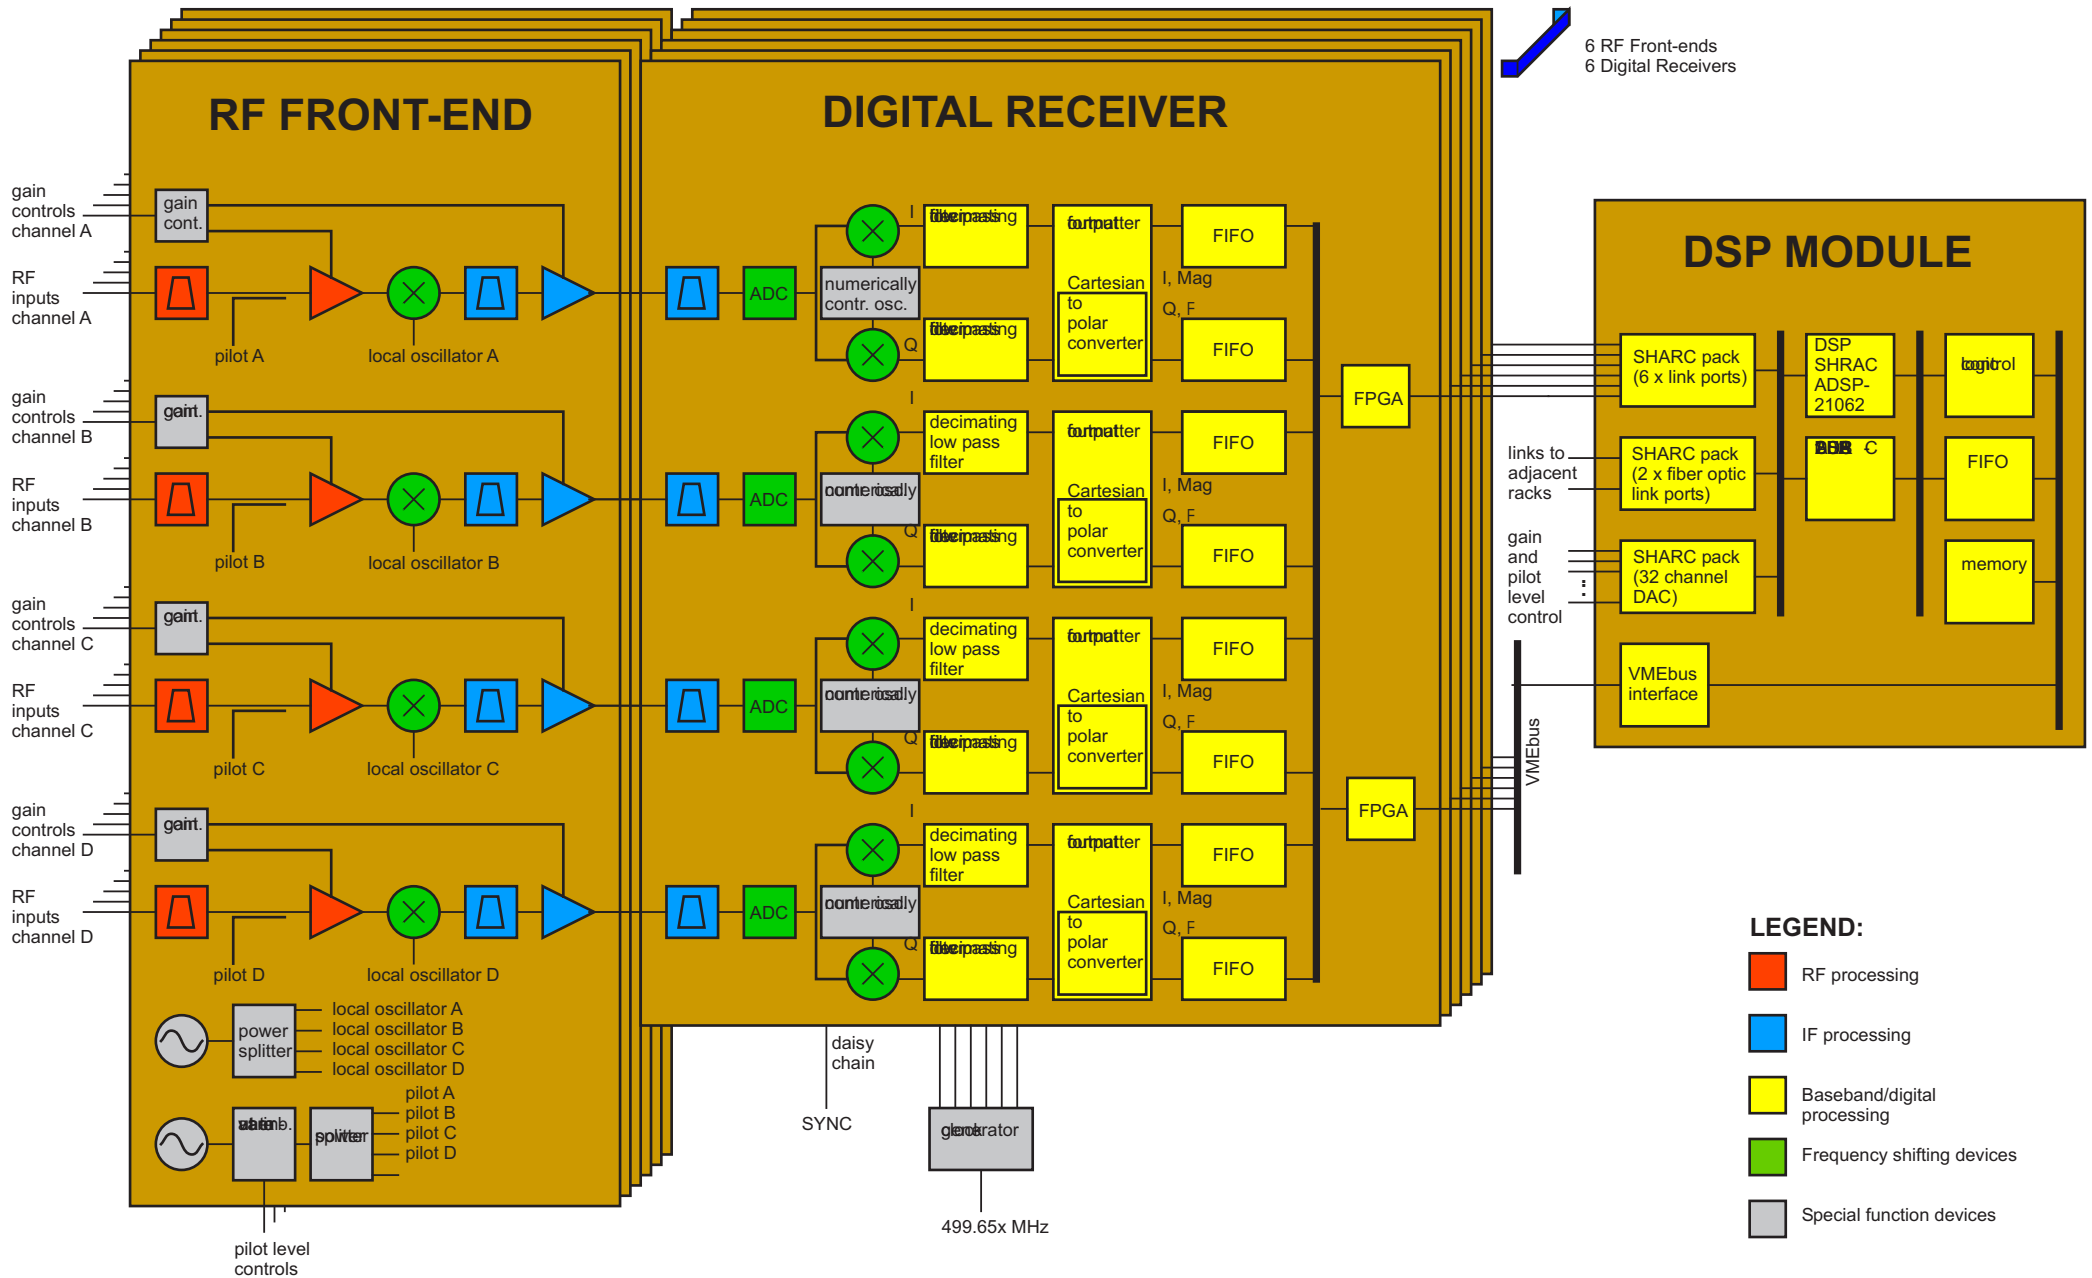 6 RF Front-ends
6 Digital Receivers
RF FRONT-END
DIGITAL RECEIVER
DSP MODULE
gain
controls
channel A
gain
cont.
RF
inputs
channel A
pilot A
local oscillator A
ADC
numerically
contr. osc.
I
Q
Cartesian
to
polar
converter
FIFO
I, Mag
Q, F
FIFO
gain
controls
channel B
RF
inputs
channel B
pilot B
local oscillator B
ADC
I
Q
decimating
low pass
filter
Cartesian
to
polar
converter
FIFO
I, Mag
Q, F
FIFO
gain
controls
channel C
RF
inputs
channel C
pilot C
local oscillator C
ADC
I
Q
decimating
low pass
filter
Cartesian
to
polar
converter
FIFO
I, Mag
Q, F
FIFO
gain
controls
channel D
RF
inputs
channel D
pilot D
local oscillator D
ADC
I
Q
decimating
low pass
filter
Cartesian
to
polar
converter
FIFO
I, Mag
Q, F
FIFO
FPGA
FPGA
power
splitter
local oscillator A
local oscillator B
local oscillator C
local oscillator D
pilot A
pilot B
pilot C
pilot D
pilot level
controls
daisy
chain
SYNC
499.65x MHz
SHARC pack
(6 x link ports)
DSP
SHRAC
ADSP-
21062
links to
adjacent
racks
SHARC pack
(2 x fiber optic
link ports)
FIFO
gain
and
pilot
level
control
SHARC pack
(32 channel
DAC)
memory
VMEbus
interface
VMEbus
LEGEND:
RF processing
IF processing
Baseband/digital
processing
Frequency shifting devices
Special function devices